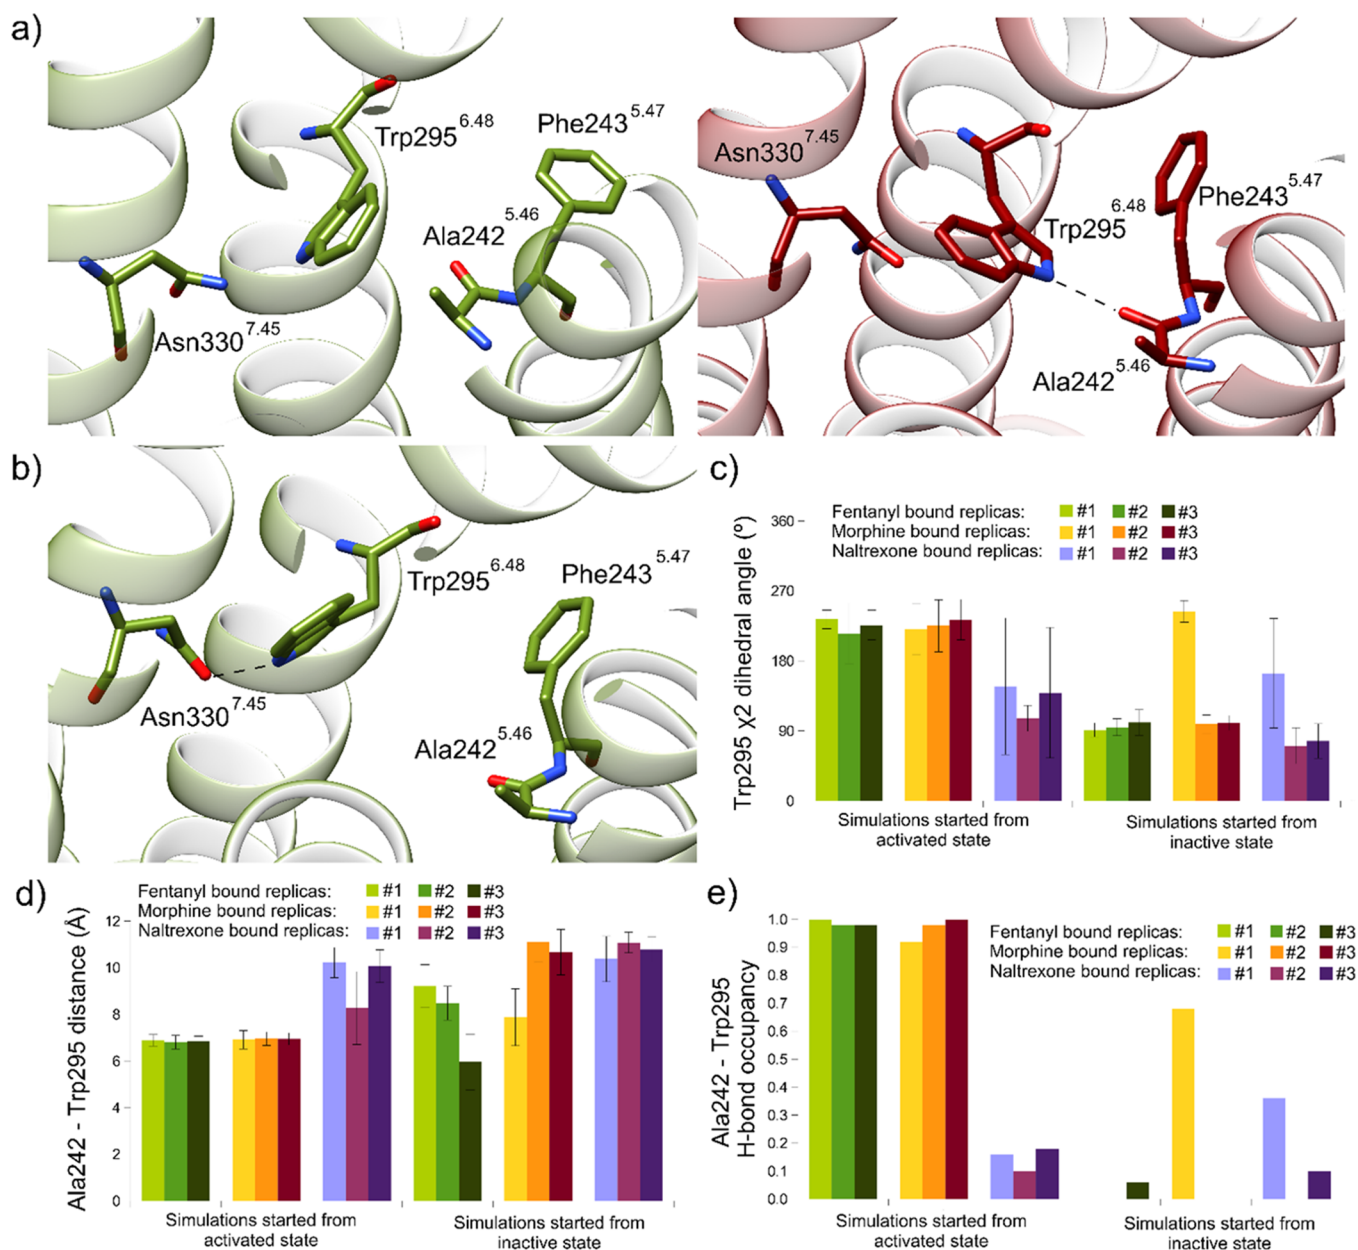 a)
Trp295 6.48
Phe243 5.47
Ala242 5.46
Asn330 7.45
Asn330 7.45
Trp295 6.48
Phe243 5.47
Ala242 5.46
b)
Trp295 6.48
Phe243 5.47
Asn330 7.45
Ala242 5.46
c)
Trp295 χ2 dihedral angle (º)
360
270
180
90
0
Fentanyl bound replicas: #1 #2 #3
Morphine bound replicas: #1 #2 #3
Naltrexone bound replicas: #1 #2 #3
Simulations started from
activated state
Simulations started from
inactive state
d)
Fentanyl bound replicas: #1 #2 #3
Morphine bound replicas: #1 #2 #3
Naltrexone bound replicas: #1 #2 #3
Ala242 - Trp295 distance (Å)
12
10
8
6
4
2
0
Simulations started from
activated state
Simulations started from
inactive state
e)
Ala242 - Trp295
H-bond occupancy
1.0
0.9
0.8
0.7
0.6
0.5
0.4
0.3
0.2
0.1
0.0
Fentanyl bound replicas: #1 #2 #3
Morphine bound replicas: #1 #2 #3
Naltrexone bound replicas: #1 #2 #3
Simulations started from
activated state
Simulations started from
inactive state